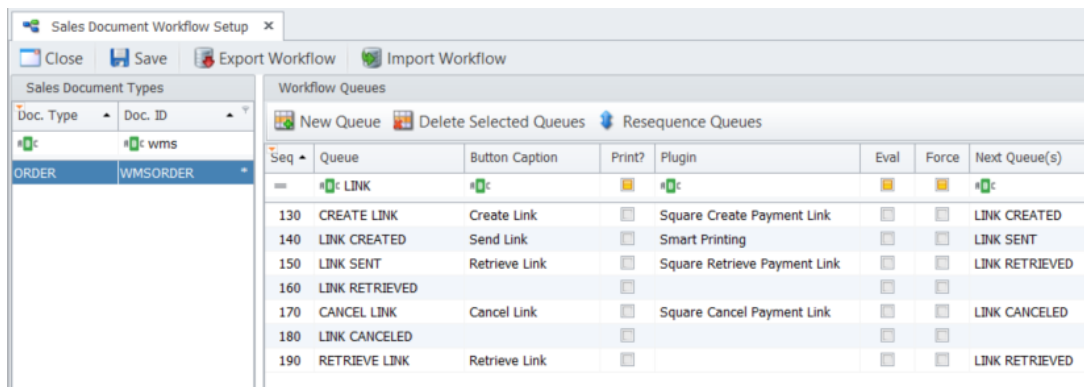 Sales Document Workflow Setup ×
Close Save Export Workflow Import Workflow
Sales Document Types
Doc. Type Doc. ID
wms
ORDER WMSORDER *
Workflow Queues
New Queue Delete Selected Queues Resequence Queues
Seq Queue Button Caption Print? Plugin Eval Force Next Queue(s)
= LINK
130 CREATE LINK Create Link Square Create Payment Link LINK CREATED
140 LINK CREATED Send Link Smart Printing LINK SENT
150 LINK SENT Retrieve Link Square Retrieve Payment Link LINK RETRIEVED
160 LINK RETRIEVED
170 CANCEL LINK Cancel Link Square Cancel Payment Link LINK CANCELED
180 LINK CANCELED
190 RETRIEVE LINK Retrieve Link LINK RETRIEVED